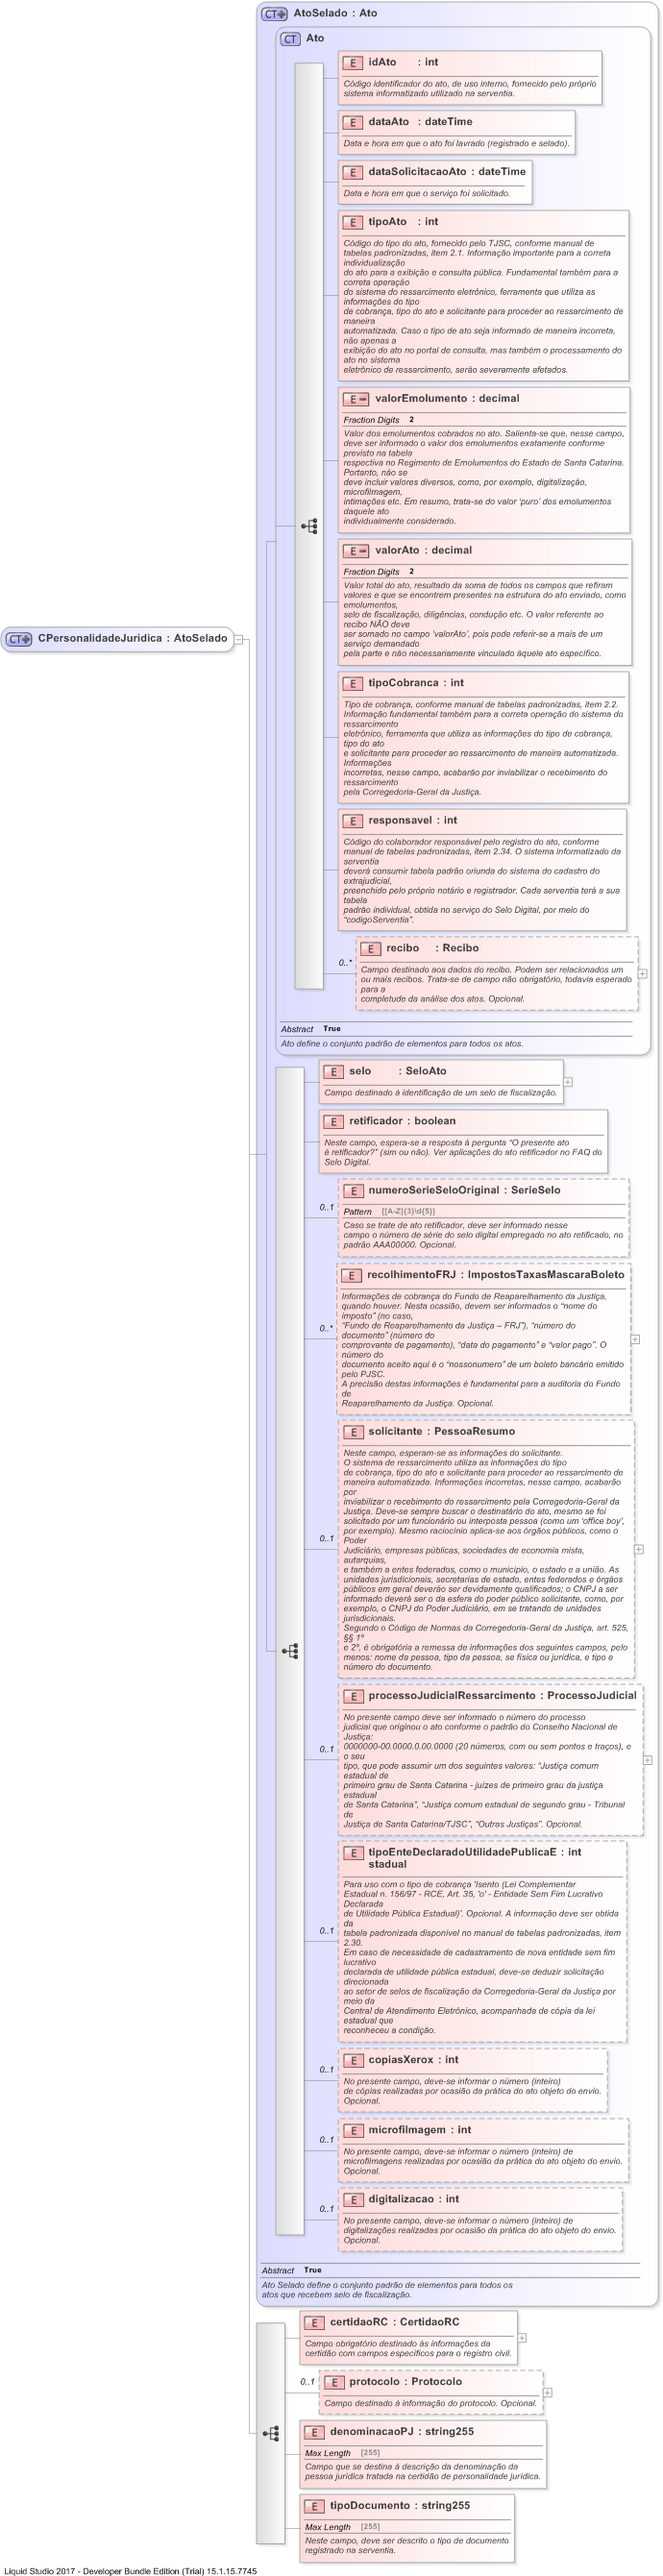 CT AtoSelado : Ato
CT Ato
E idAto : int
Código identificador do ato, de uso interno, fornecido pelo próprio
sistema informatizado utilizado na serventia.
E dataAto : dateTime
Data e hora em que o ato foi lavrado (registrado e selado).
E dataSolicitacaoAto : dateTime
Data e hora em que o serviço foi solicitado.
E tipoAto : int
Código do tipo do ato, fornecido pelo TJSC, conforme manual de
tabelas padronizadas, item 2.1. Informação importante para a correta
individualização
do ato para a exibição e consulta pública. Fundamental também para a
correta operação
do sistema do ressarcimento eletrônico, ferramenta que utiliza as
informações do tipo
de cobrança, tipo do ato e solicitante para proceder ao ressarcimento de
maneira
automatizada. Caso o tipo de ato seja informado de maneira incorreta,
não apenas a
exibição do ato no portal de consulta, mas também o processamento do
ato no sistema
eletrônico de ressarcimento, serão severamente afetados.
E valorEmolumento : decimal
Fraction Digits 2
Valor dos emolumentos cobrados no ato. Salienta-se que, nesse campo,
deve ser informado o valor dos emolumentos exatamente conforme
previsto na tabela
respectiva no Regimento de Emolumentos do Estado de Santa Catarina.
Portanto, não se
deve incluir valores diversos, como, por exemplo, digitalização,
microfilmagem,
intimações etc. Em resumo, trata-se do valor ‘puro’ dos emolumentos
daquele ato
individualmente considerado.
E valorAto : decimal
Fraction Digits 2
Valor total do ato, resultado da soma de todos os campos que refiram
valores e que se encontrem presentes na estrutura do ato enviado, como
emolumentos,
selo de fiscalização, diligências, condução etc. O valor referente ao
recibo NÃO deve
ser somado no campo ‘valorAto’, pois pode referir-se a mais de um
serviço demandado
pela parte e não necessariamente vinculado àquele ato específico.
CT CPersonalidadeJuridica : AtoSelado
E tipoCobranca : int
Tipo de cobrança, conforme manual de tabelas padronizadas, item 2.2.
Informação fundamental também para a correta operação do sistema do
ressarcimento
eletrônico, ferramenta que utiliza as informações do tipo de cobrança,
tipo do ato
e solicitante para proceder ao ressarcimento de maneira automatizada.
Informações
incorretas, nesse campo, acabarão por inviabilizar o recebimento do
ressarcimento
pela Corregedoria-Geral da Justiça.
E responsavel : int
Código do colaborador responsável pelo registro do ato, conforme
manual de tabelas padronizadas, item 2.34. O sistema informatizado da
serventia
deverá consumir tabela padrão oriunda do sistema do cadastro do
extrajudicial,
preenchido pelo próprio notário e registrador. Cada serventia terá a sua
tabela
padrão individual, obtida no serviço do Selo Digital, por meio do
“codigoServentia”.
E recibo : Recibo
0..*
Campo destinado aos dados do recibo. Podem ser relacionados um
ou mais recibos. Trata-se de campo não obrigatório, todavia esperado
para a
completude da análise dos atos. Opcional.
Abstract True
Ato define o conjunto padrão de elementos para todos os atos.
E selo : SeloAto
Campo destinado à identificação de um selo de fiscalização.
E retificador : boolean
Neste campo, espera-se a resposta à pergunta “O presente ato
é retificador?” (sim ou não). Ver aplicações do ato retificador no FAQ do
Selo Digital.
E numeroSerieSeloOriginal : SerieSelo
0..1
Pattern [[A-Z]{3}\d{5}]
Caso se trate de ato retificador, deve ser informado nesse
campo o número de série do selo digital empregado no ato retificado, no
padrão AAA00000. Opcional.
E recolhimentoFRJ : ImpostosTaxasMascaraBoleto
0..*
Informações de cobrança do Fundo de Reaparelhamento da Justiça,
quando houver. Nesta ocasião, devem ser informados o “nome do
imposto” (no caso,
“Fundo de Reaparelhamento da Justiça – FRJ”), “número do
documento” (número do
comprovante de pagamento), “data do pagamento” e “valor pago”. O
número do
documento aceito aqui é o “nossonumero” de um boleto bancário emitido
pelo PJSC.
A precisão destas informações é fundamental para a auditoria do Fundo
de
Reaparelhamento da Justiça. Opcional.
E solicitante : PessoaResumo
0..1
Neste campo, esperam-se as informações do solicitante.
O sistema de ressarcimento utiliza as informações do tipo
de cobrança, tipo do ato e solicitante para proceder ao ressarcimento de
maneira automatizada. Informações incorretas, nesse campo, acabarão
por
inviabilizar o recebimento do ressarcimento pela Corregedoria-Geral da
Justiça. Deve-se sempre buscar o destinatário do ato, mesmo se foi
solicitado por um funcionário ou interposta pessoa (como um ‘office boy’,
por exemplo). Mesmo raciocínio aplica-se aos órgãos públicos, como o
Poder
Judiciário, empresas públicas, sociedades de economia mista,
autarquias,
e também a entes federados, como o município, o estado e a união. As
unidades jurisdicionais, secretarias de estado, entes federados e órgãos
públicos em geral deverão ser devidamente qualificados; o CNPJ a ser
informado deverá ser o da esfera do poder público solicitante, como, por
exemplo, o CNPJ do Poder Judiciário, em se tratando de unidades
jurisdicionais.
Segundo o Código de Normas da Corregedoria-Geral da Justiça, art. 525,
§§ 1º
e 2º, é obrigatória a remessa de informações dos seguintes campos, pelo
menos: nome da pessoa, tipo da pessoa, se física ou jurídica, e tipo e
número do documento.
E processoJudicialRessarcimento : ProcessoJudicial
0..1
No presente campo deve ser informado o número do processo
judicial que originou o ato conforme o padrão do Conselho Nacional de
Justiça:
0000000-00.0000.0.00.0000 (20 números, com ou sem pontos e traços), e
o seu
tipo, que pode assumir um dos seguintes valores: “Justiça comum
estadual de
primeiro grau de Santa Catarina - juízes de primeiro grau da justiça
estadual
de Santa Catarina”, “Justiça comum estadual de segundo grau - Tribunal
de
Justiça de Santa Catarina/TJSC”, “Outras Justiças”. Opcional.
E tipoEnteDeclaradoUtilidadePublicaE : int
stadual
0..1
Para uso com o tipo de cobrança 'Isento (Lei Complementar
Estadual n. 156/97 - RCE, Art. 35, 'o' - Entidade Sem Fim Lucrativo
Declarada
de Utilidade Pública Estadual)'. Opcional. A informação deve ser obtida
da
tabela padronizada disponível no manual de tabelas padronizadas, item
2.30.
Em caso de necessidade de cadastramento de nova entidade sem fim
lucrativo
declarada de utilidade pública estadual, deve-se deduzir solicitação
direcionada
ao setor de selos de fiscalização da Corregedoria-Geral da Justiça por
meio da
Central de Atendimento Eletrônico, acompanhada de cópia da lei
estadual que
reconheceu a condição.
E copiasXerox : int
0..1
No presente campo, deve-se informar o número (inteiro)
de cópias realizadas por ocasião da prática do ato objeto do envio.
Opcional.
E microfilmagem : int
0..1
No presente campo, deve-se informar o número (inteiro) de
microfilmagens realizadas por ocasião da prática do ato objeto do envio.
Opcional.
E digitalizacao : int
0..1
No presente campo, deve-se informar o número (inteiro) de
digitalizações realizadas por ocasião da prática do ato objeto do envio.
Opcional.
Abstract True
Ato Selado define o conjunto padrão de elementos para todos os
atos que recebem selo de fiscalização.
E certidaoRC : CertidaoRC
Campo obrigatório destinado às informações da
certidão com campos específicos para o registro civil.
E protocolo : Protocolo
0..1
Campo destinado à informação do protocolo. Opcional.
E denominacaoPJ : string255
Max Length [255]
Campo que se destina à descrição da denominação da
pessoa jurídica tratada na certidão de personalidade jurídica.
E tipoDocumento : string255
Max Length [255]
Neste campo, deve ser descrito o tipo de documento
registrado na serventia.
Liquid Studio 2017 - Developer Bundle Edition (Trial) 15.1.15.7745